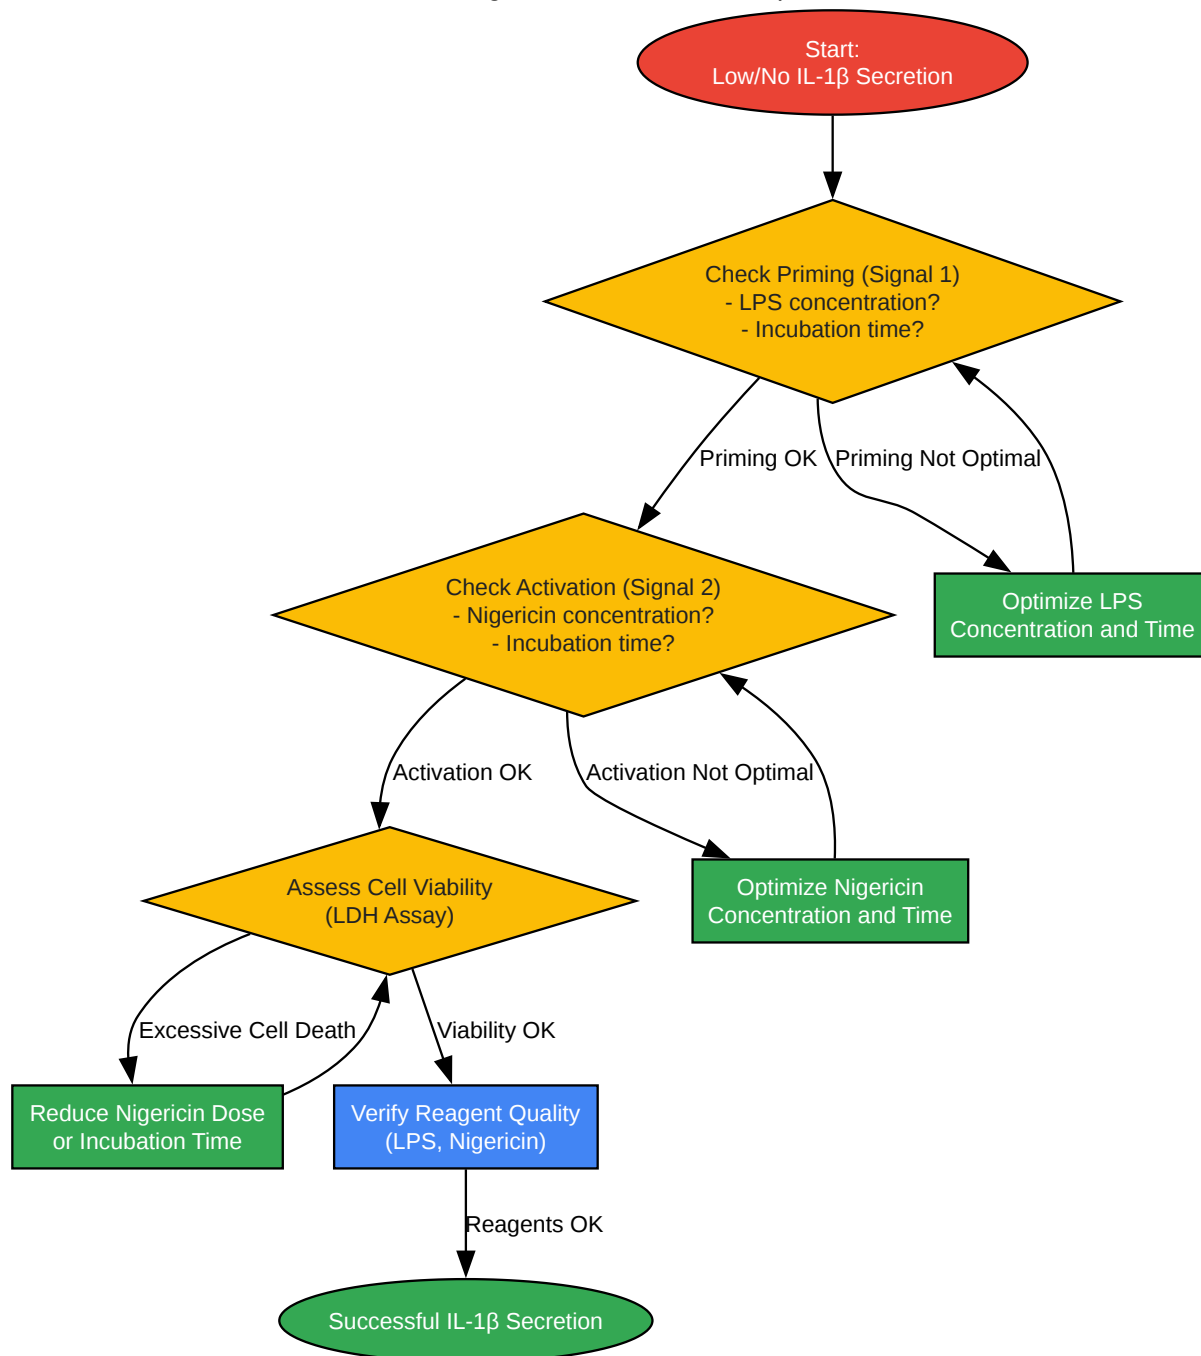 Start:
Low/No IL-1β Secretion
Check Priming (Signal 1)
- LPS concentration?
- Incubation time?
Priming OK
Priming Not Optimal
Check Activation (Signal 2)
- Nigericin concentration?
- Incubation time?
Optimize LPS
Concentration and Time
Activation OK
Activation Not Optimal
Assess Cell Viability
(LDH Assay)
Optimize Nigericin
Concentration and Time
Excessive Cell Death
Viability OK
Reduce Nigericin Dose
or Incubation Time
Verify Reagent Quality
(LPS, Nigericin)
Reagents OK
Successful IL-1β Secretion